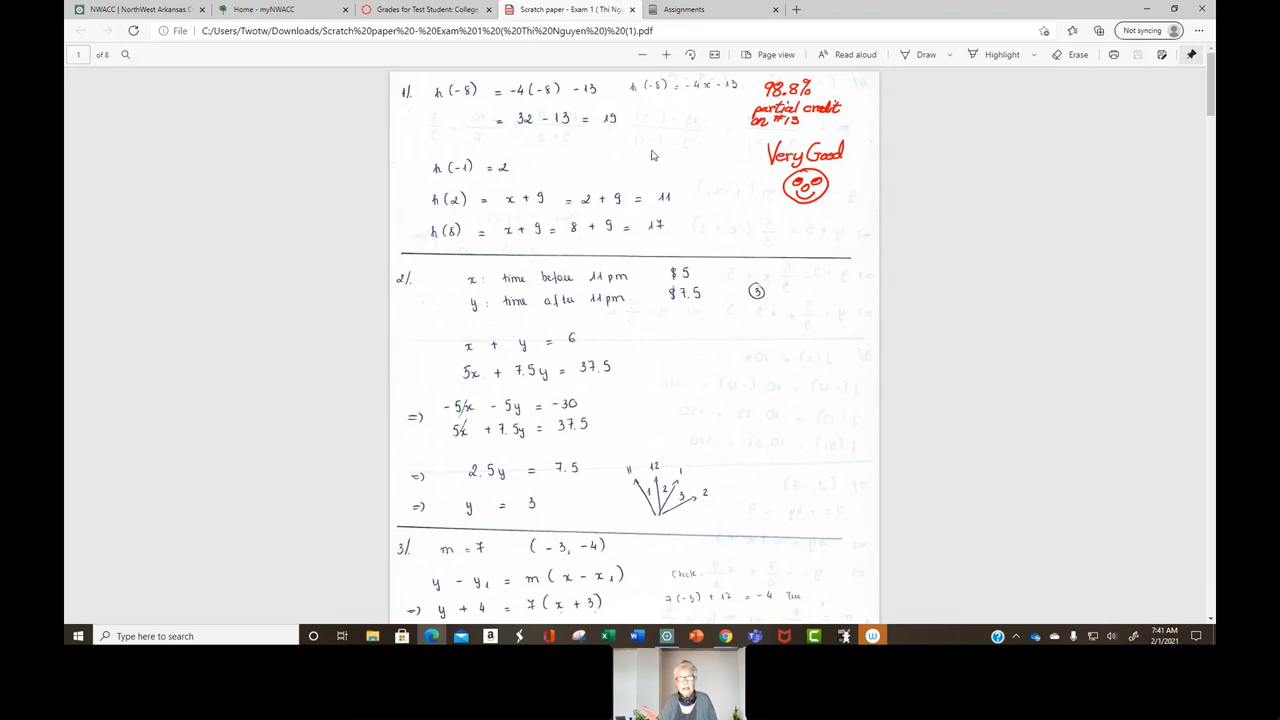 NWACC | NorthWest Arkansas C
Home - myNWACC
Grades for Test Student: College
Scratch paper - Exam 1 ( Thi Ng
Assignments
File
C:/Users/Twotw/Downloads/Scratch%20paper%20-%20Exam%201%20(%20Thi%20Nguyen%20)%20(1).pdf
Not syncing
1 of 8
Page view
Read aloud
Draw
Highlight
Erase
1/. h(-8) = -4(-8) - 13 h(-8) = -4x - 13
= 32 - 13 = 19
98.8%
partial credit
on #13
Very Good
h(-1) = 2
h(2) = x + 9 = 2 + 9 = 11
h(8) = x + 9 = 8 + 9 = 17
2/. x: time before 11 pm $5
y: time after 11 pm $7.5 3
x + y = 6
5x + 7.5y = 37.5
=) -5x - 5y = -30
5x + 7.5y = 37.5
=) 2.5y = 7.5
=) y = 3
11 12 1 2
1 2 3
3/. m = 7 (-3, -4)
y - y1 = m(x - x1) Check
=) y + 4 = 7(x + 3) 7(-3) + 17 = -4 True
Type here to search
7:41 AM
2/1/2021